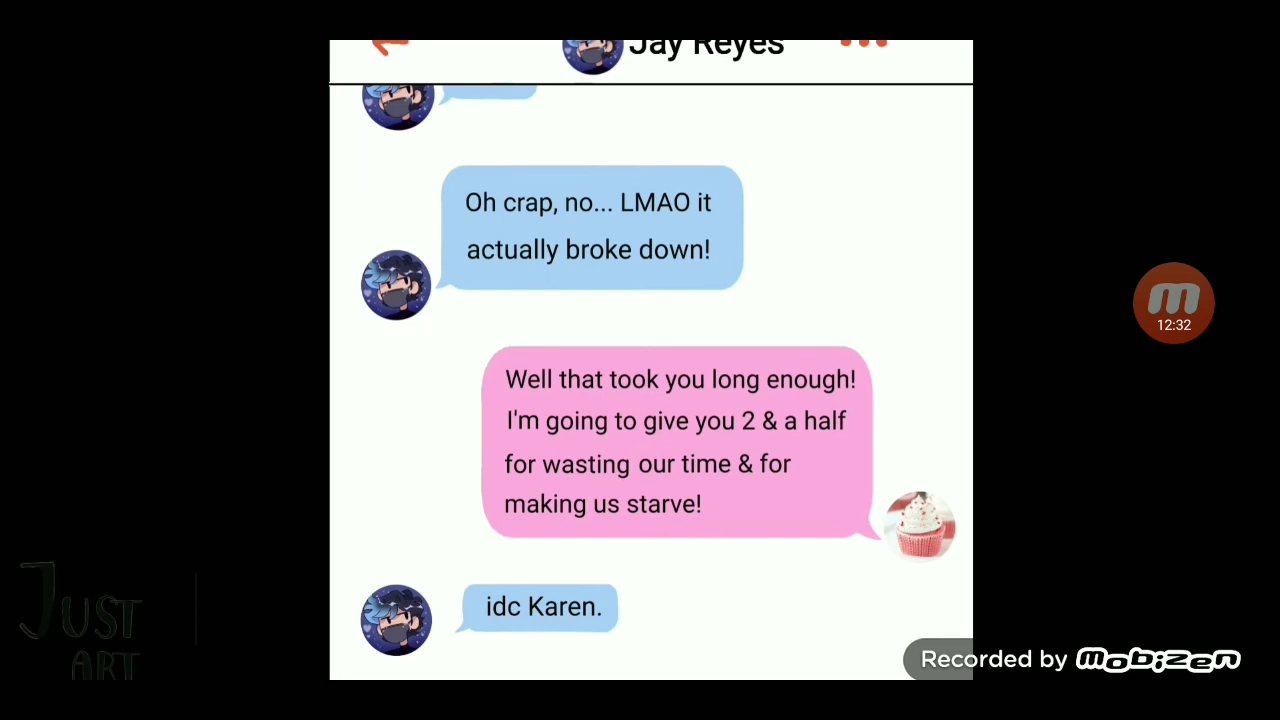 Jay Reyes
Oh crap, no... LMAO it
actually broke down!
Well that took you long enough!
I'm going to give you 2 & a half
for wasting our time & for
making us starve!
idc Karen.
12:32
JUST
ART
Recorded by mobizen